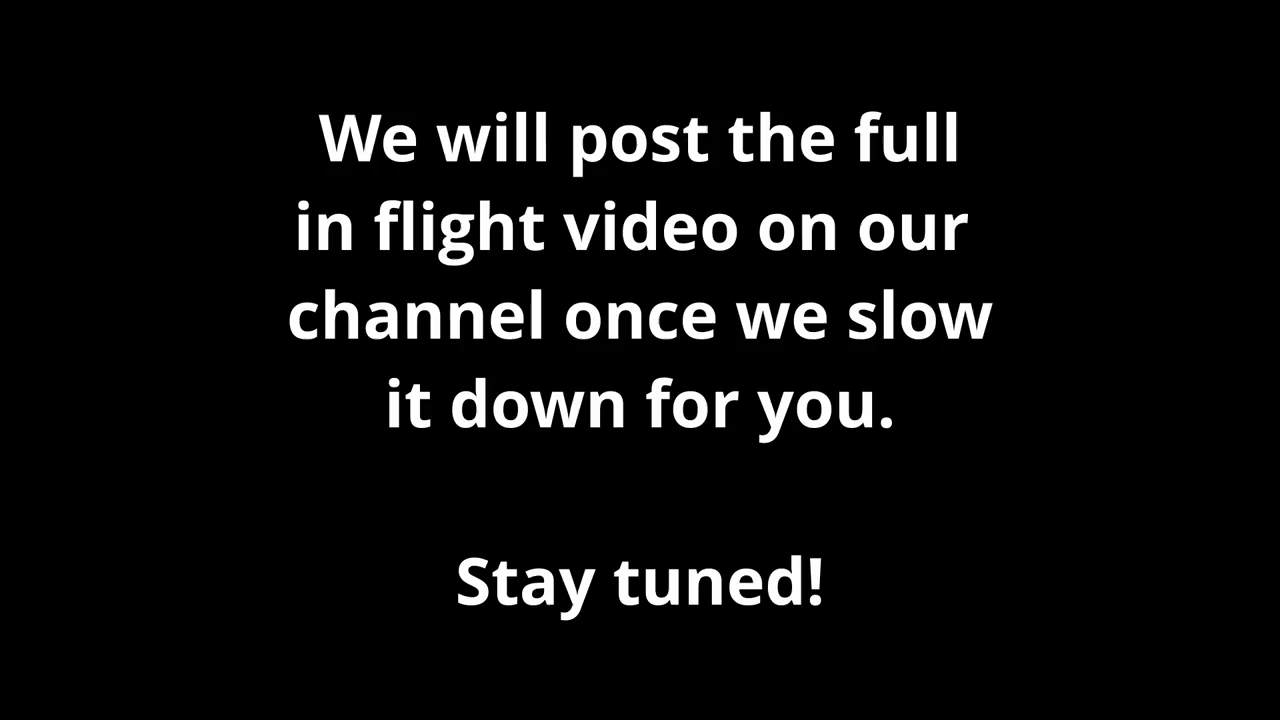 We will post the full
in flight video on our
channel once we slow
it down for you.
Stay tuned!